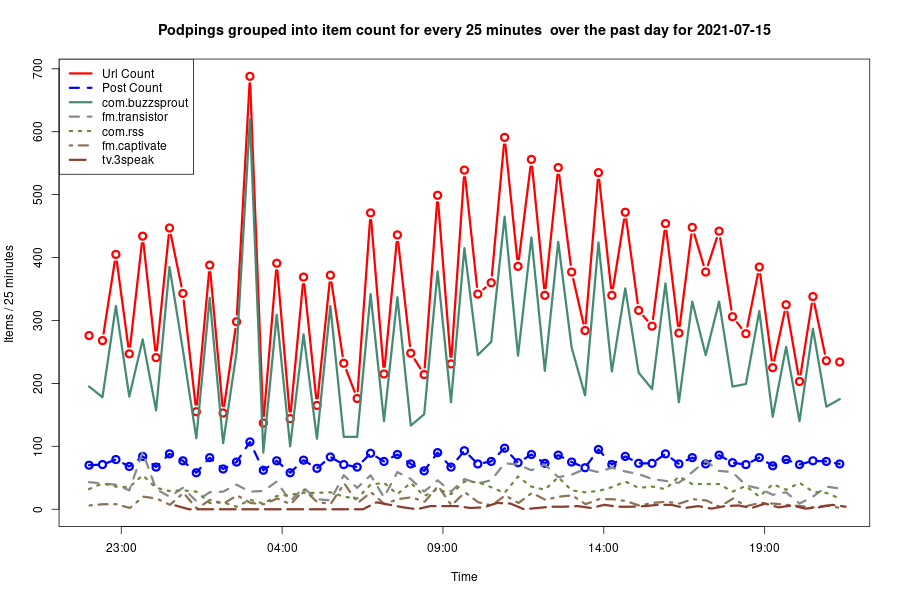 Podpings grouped into item count for every 25 minutes  over the past day for 2021-07-15
Url Count
Post Count
com.buzzsprout
fm.transistor
com.rss
fm.captivate
tv.3speak
700
600
500
400
300
200
100
0
Items / 25 minutes
23:00
04:00
09:00
14:00
19:00
Time